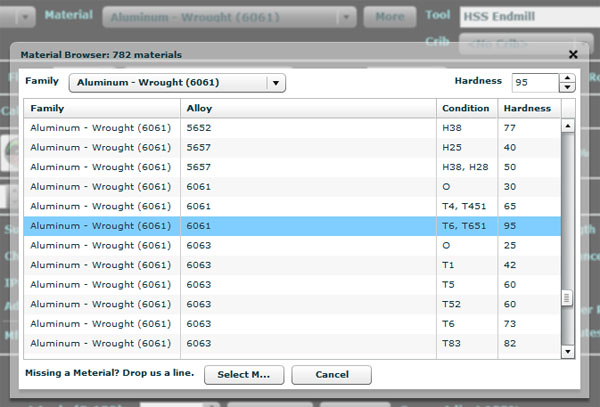 Material Aluminum - Wrought (6061) More Tool HSS Endmill
Crib <No Crib>
Material Browser: 782 materials
Family Aluminum - Wrought (6061) Hardness 95
Family Alloy Condition Hardness
Aluminum - Wrought (6061) 5652 H38 77
Aluminum - Wrought (6061) 5657 H25 40
Aluminum - Wrought (6061) 5657 H38, H28 50
Aluminum - Wrought (6061) 6061 O 30
Aluminum - Wrought (6061) 6061 T4, T451 65
Aluminum - Wrought (6061) 6061 T6, T651 95
Aluminum - Wrought (6061) 6063 O 25
Aluminum - Wrought (6061) 6063 T1 42
Aluminum - Wrought (6061) 6063 T5 60
Aluminum - Wrought (6061) 6063 T52 60
Aluminum - Wrought (6061) 6063 T6 73
Aluminum - Wrought (6061) 6063 T83 82
Missing a Meterial? Drop us a line. Select M... Cancel